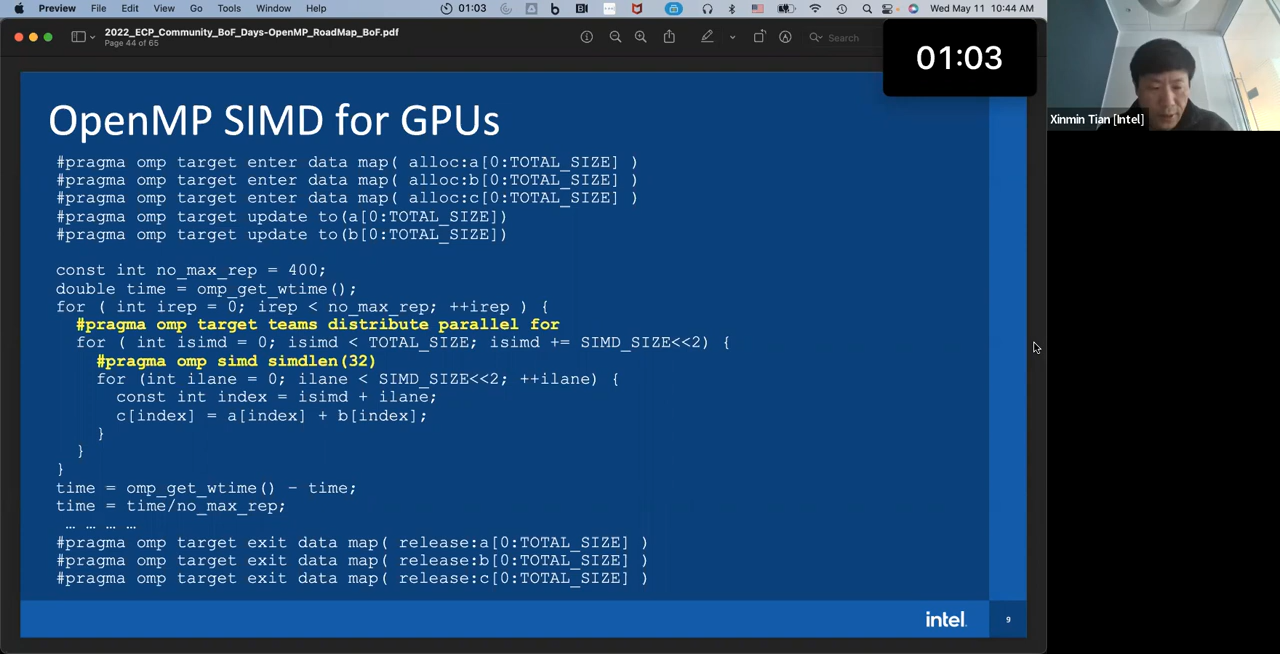 Preview File Edit View Go Tools Window Help 01:03 Wed May 11 10:44 AM
2022_ECP_Community_BoF_Days-OpenMP_RoadMap_BoF.pdf
Page 44 of 65
Search
01:03
Xinmin Tian [Intel]
OpenMP SIMD for GPUs
#pragma omp target enter data map( alloc:a[0:TOTAL_SIZE] )
#pragma omp target enter data map( alloc:b[0:TOTAL_SIZE] )
#pragma omp target enter data map( alloc:c[0:TOTAL_SIZE] )
#pragma omp target update to(a[0:TOTAL_SIZE])
#pragma omp target update to(b[0:TOTAL_SIZE])
const int no_max_rep = 400;
double time = omp_get_wtime();
for ( int irep = 0; irep < no_max_rep; ++irep ) {
#pragma omp target teams distribute parallel for
for ( int isimd = 0; isimd < TOTAL_SIZE; isimd += SIMD_SIZE<<2) {
#pragma omp simd simdlen(32)
for (int ilane = 0; ilane < SIMD_SIZE<<2; ++ilane) {
const int index = isimd + ilane;
c[index] = a[index] + b[index];
}
}
}
time = omp_get_wtime() – time;
time = time/no_max_rep;
… … … …
#pragma omp target exit data map( release:a[0:TOTAL_SIZE] )
#pragma omp target exit data map( release:b[0:TOTAL_SIZE] )
#pragma omp target exit data map( release:c[0:TOTAL_SIZE] )
intel. 9